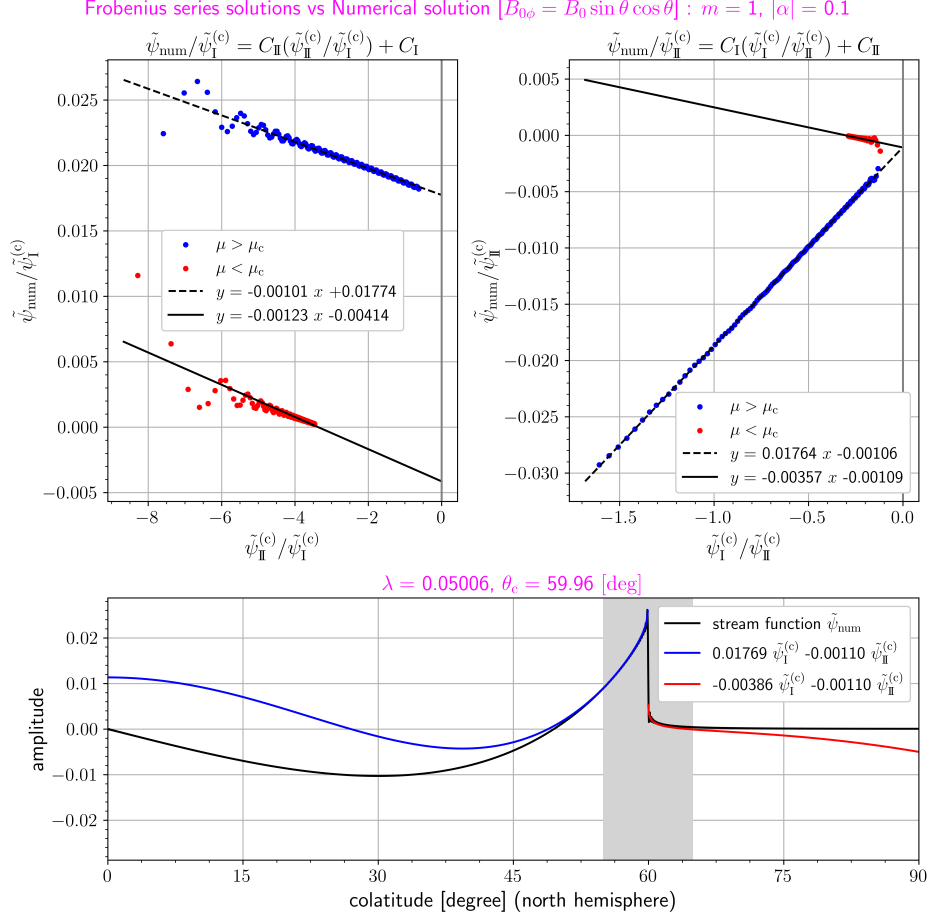 Frobenius series solutions vs Numerical solution [B₀ϕ = B₀ sin θ cos θ] : m = 1, |α| = 0.1
ψ̃num/ψ̃I(c) = CII(ψ̃II(c)/ψ̃I(c)) + CI
0.025
0.020
0.015
0.010
0.005
0.000
−0.005
ψ̃num/ψ̃I(c)
μ > μc
μ < μc
y = -0.00101 x +0.01774
y = -0.00123 x -0.00414
−8 −6 −4 −2 0
ψ̃II(c)/ψ̃I(c)
ψ̃num/ψ̃II(c) = CI(ψ̃I(c)/ψ̃II(c)) + CII
0.005
0.000
−0.005
−0.010
−0.015
−0.020
−0.025
−0.030
ψ̃num/ψ̃II(c)
μ > μc
μ < μc
y = 0.01764 x -0.00106
y = -0.00357 x -0.00109
−1.5 −1.0 −0.5 0.0
ψ̃I(c)/ψ̃II(c)
λ = 0.05006, θc = 59.96 [deg]
0.02
0.01
0.00
−0.01
−0.02
amplitude
stream function ψ̃num
0.01769 ψ̃I(c) -0.00110 ψ̃II(c)
-0.00386 ψ̃I(c) -0.00110 ψ̃II(c)
0 15 30 45 60 75 90
colatitude [degree] (north hemisphere)